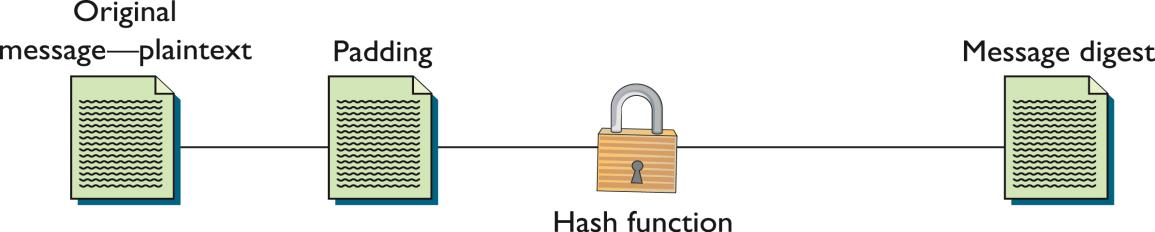 Original
message—plaintext
Padding
Message digest
Hash function